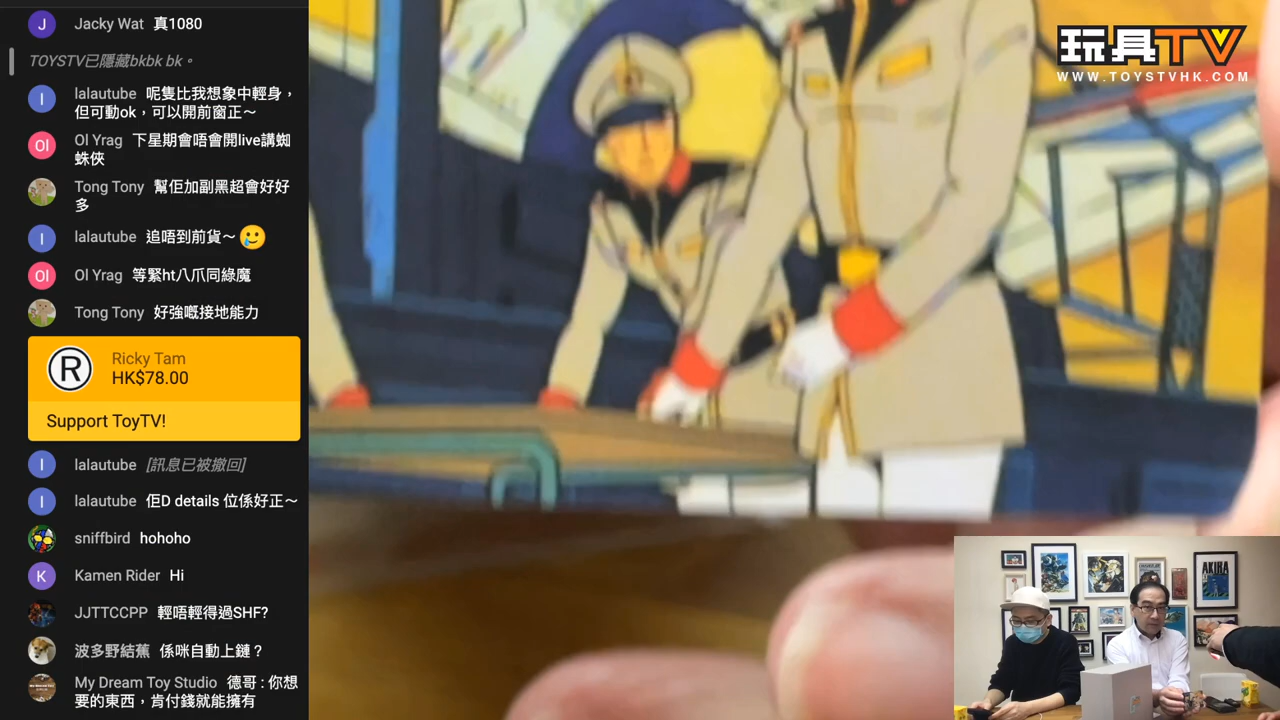 Jacky Wat 真1080
TOYSTV已隱藏bkbk bk。
lalautube 呢隻比我想象中輕身，
但可動ok，可以開前窗正～
Ol Yrag 下星期會唔會開live講蜘
蛛俠
Tong Tony 幫佢加副黑超會好好
多
lalautube 追唔到前貨～🥲
Ol Yrag 等緊ht八爪同綠魔
Tong Tony 好強嘅接地能力
Ricky Tam
HK$78.00
Support ToyTV!
lalautube [訊息已被撤回]
lalautube 佢D details 位係好正～
sniffbird hohoho
Kamen Rider Hi
JJTTCCPP 輕唔輕得過SHF?
波多野結蕉 係咪自動上鏈？
My Dream Toy Studio 德哥 : 你想
要的東西，肯付錢就能擁有
玩具TV
WWW.TOYSTVHK.COM
AKIRA